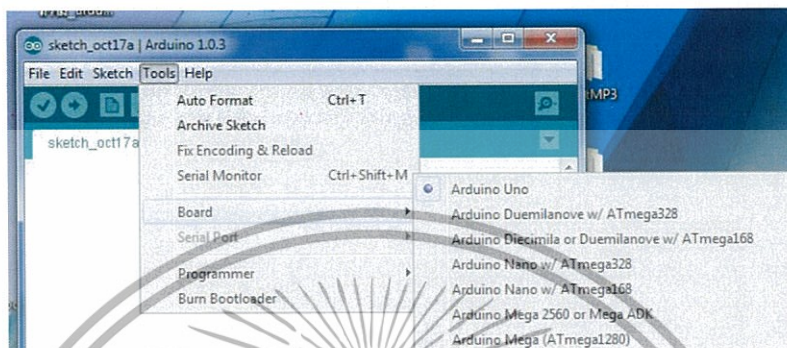 sketch_oct17a | Arduino 1.0.3
File Edit Sketch Tools Help
tMP3
sketch_oct17a
Auto Format Ctrl+T
Archive Sketch
Fix Encoding & Reload
Serial Monitor Ctrl+Shift+M
Board
Serial Port
Programmer
Burn Bootloader
Arduino Uno
Arduino Duemilanove w/ ATmega328
Arduino Diecimila or Duemilanove w/ ATmega168
Arduino Nano w/ ATmega328
Arduino Nano w/ ATmega168
Arduino Mega 2560 or Mega ADK
Arduino Mega (ATmega1280)